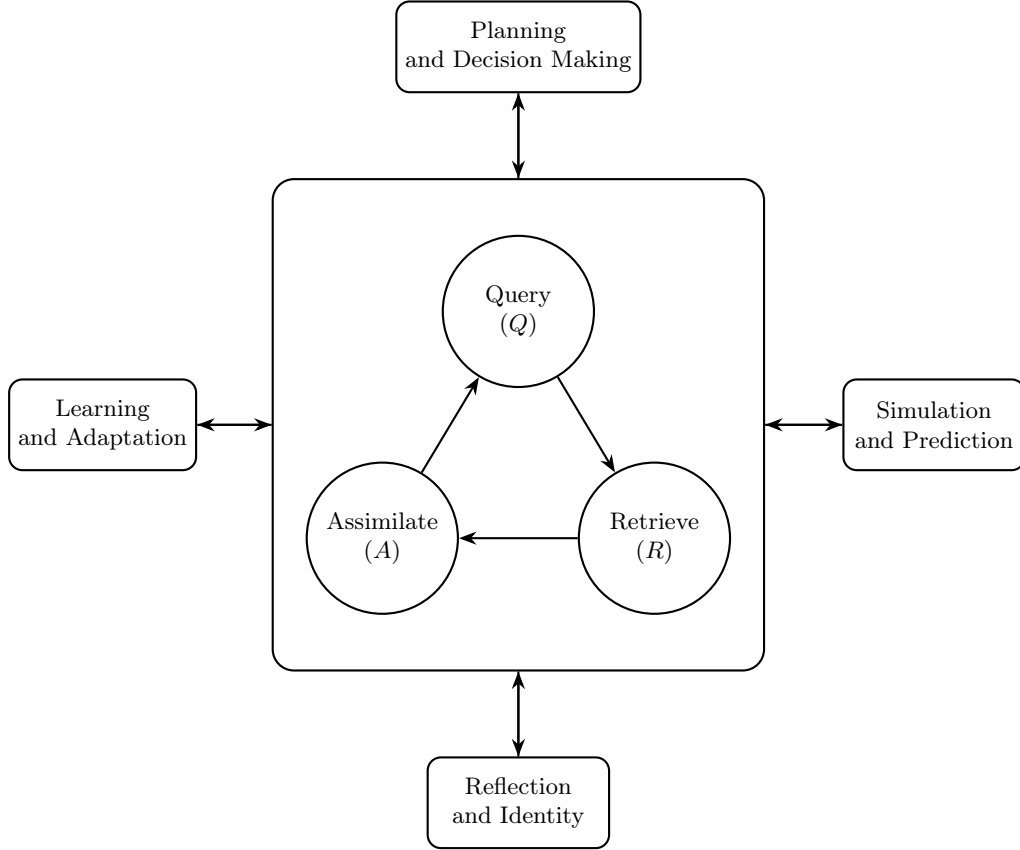 Planning
and Decision Making
Query
(Q)
Learning
and Adaptation
Simulation
and Prediction
Assimilate
(A)
Retrieve
(R)
Reflection
and Identity